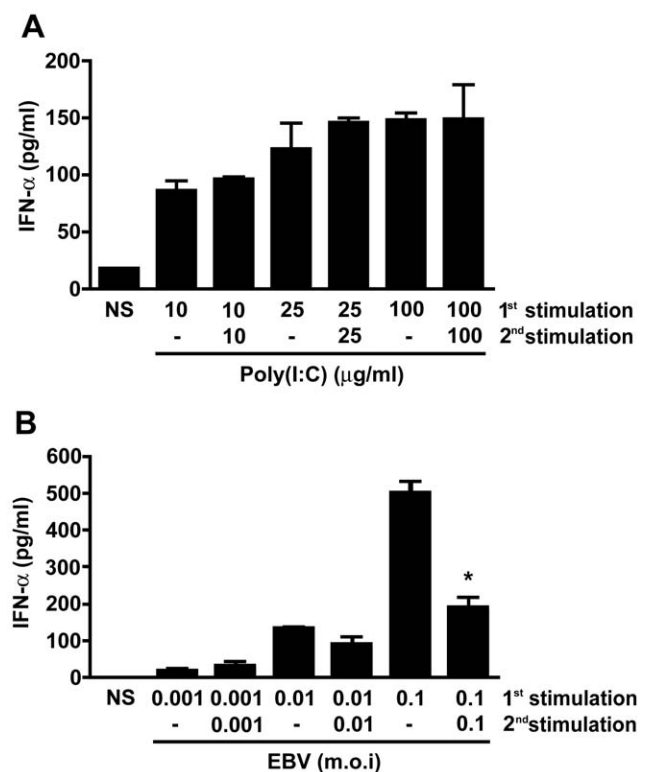 A
IFN-α (pg/ml)
200
150
100
50
0
NS 10 10 25 25 100 100 1st stimulation
- 10 - 25 - 100 2nd stimulation
Poly(I:C) (μg/ml)
B
IFN-α (pg/ml)
600
500
400
300
200
100
0
*
NS 0.001 0.001 0.01 0.01 0.1 0.1 1st stimulation
- 0.001 - 0.01 - 0.1 2nd stimulation
EBV (m.o.i)